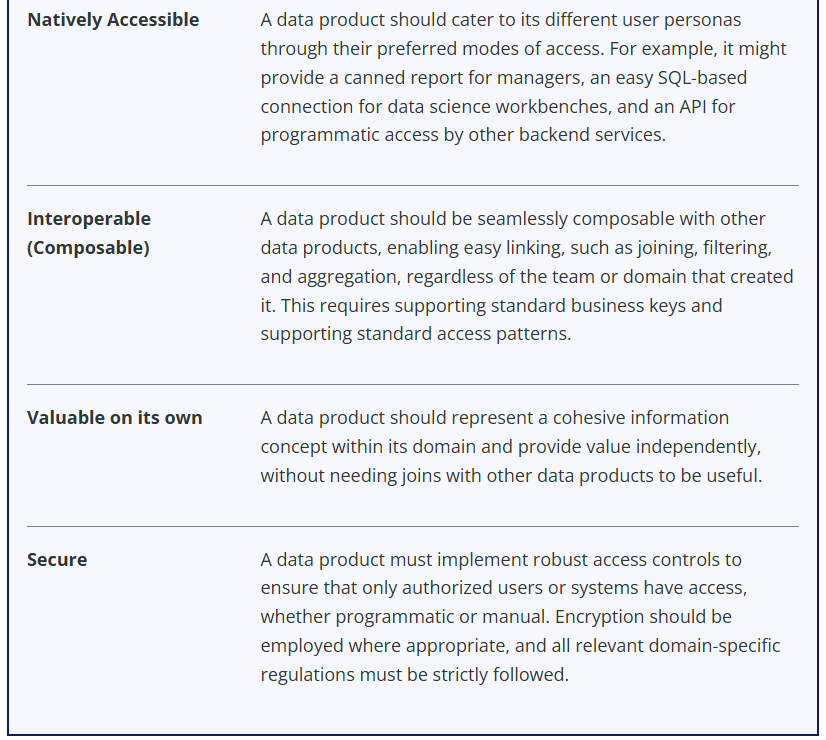 Natively Accessible
A data product should cater to its different user personas
through their preferred modes of access. For example, it might
provide a canned report for managers, an easy SQL-based
connection for data science workbenches, and an API for
programmatic access by other backend services.
Interoperable
(Composable)
A data product should be seamlessly composable with other
data products, enabling easy linking, such as joining, filtering,
and aggregation, regardless of the team or domain that created
it. This requires supporting standard business keys and
supporting standard access patterns.
Valuable on its own
A data product should represent a cohesive information
concept within its domain and provide value independently,
without needing joins with other data products to be useful.
Secure
A data product must implement robust access controls to
ensure that only authorized users or systems have access,
whether programmatic or manual. Encryption should be
employed where appropriate, and all relevant domain-specific
regulations must be strictly followed.